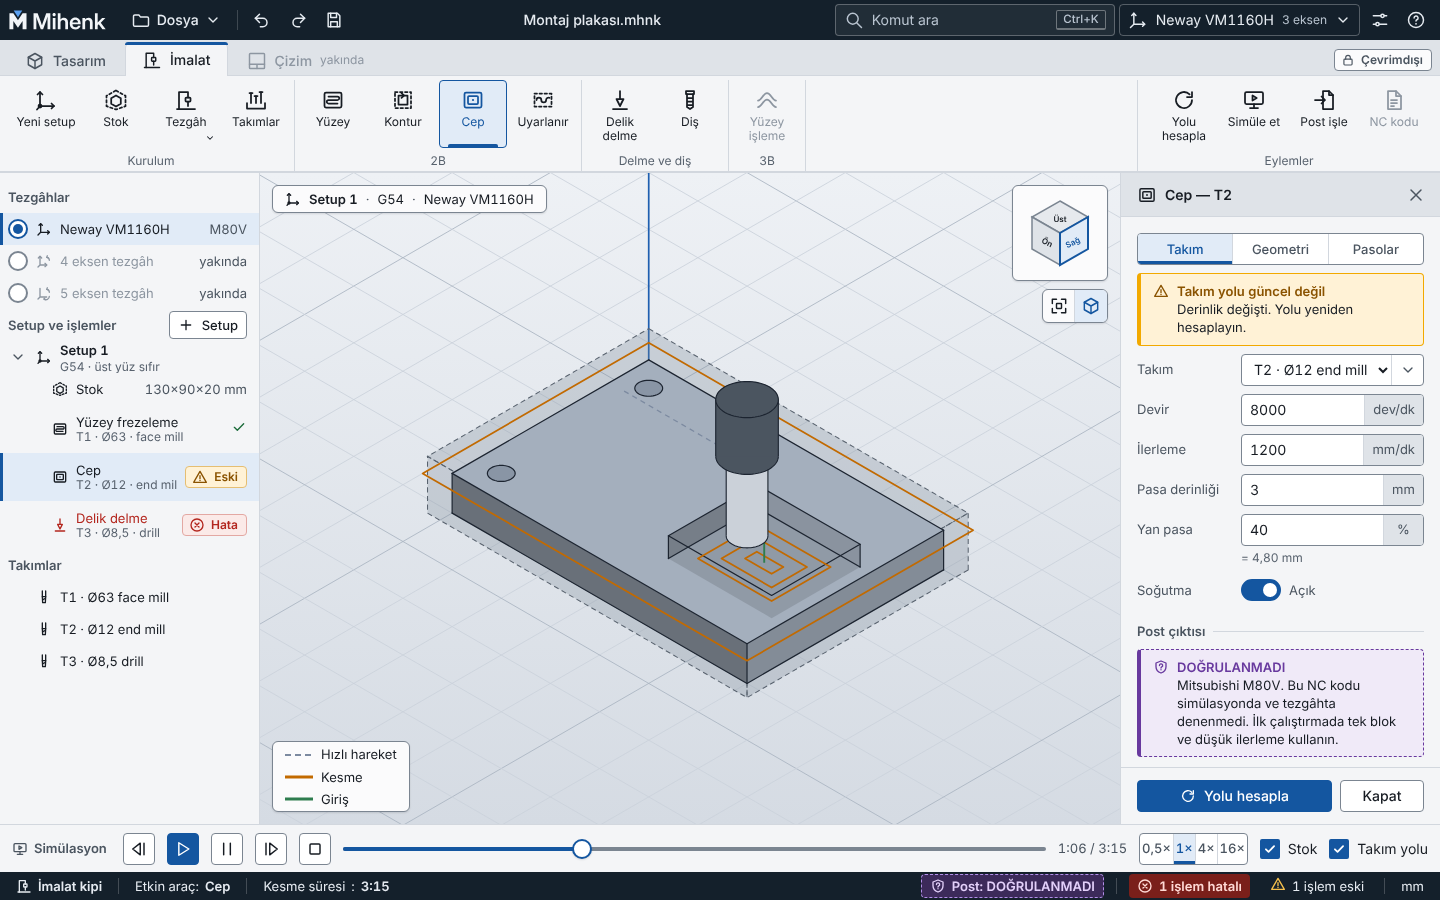 Mihenk
Dosya
Montaj plakası.mhnk
Komut ara
Ctrl+K
Neway VM1160H
3 eksen
Tasarım
İmalat
Çizim
yakında
Çevrimdışı
Yeni setup
Stok
Tezgâh
Takımlar
Yüzey
Kontur
Cep
Uyarlanır
Delik
delme
Diş
Yüzey
işleme
Yolu
hesapla
Simüle et
Post işle
NC kodu
Kurulum
2B
Delme ve diş
3B
Eylemler
Tezgâhlar
Neway VM1160H
M80V
4 eksen tezgâh
yakında
5 eksen tezgâh
yakında
Setup ve işlemler
Setup
Setup 1
G54 · üst yüz sıfır
Stok
130×90×20 mm
Yüzey frezeleme
T1 · Ø63 · face mill
Cep
T2 · Ø12 · end mil
Eski
Delik delme
T3 · Ø8,5 · drill
Hata
Takımlar
T1 · Ø63 face mill
T2 · Ø12 end mill
T3 · Ø8,5 drill
Setup 1 · G54 · Neway VM1160H
Üst
Ön
Sağ
Hızlı hareket
Kesme
Giriş
Cep — T2
Takım
Geometri
Pasolar
Takım yolu güncel değil
Derinlik değişti. Yolu yeniden
hesaplayın.
Takım
T2 · Ø12 end mill
Devir
8000
dev/dk
İlerleme
1200
mm/dk
Pasa derinliği
3
mm
Yan pasa
40
%
= 4,80 mm
Soğutma
Açık
Post çıktısı
DOĞRULANMADI
Mitsubishi M80V. Bu NC kodu
simülasyonda ve tezgâhta
denenmedi. İlk çalıştırmada tek blok
ve düşük ilerleme kullanın.
Yolu hesapla
Kapat
Simülasyon
1:06 / 3:15
0,5×
1×
4×
16×
Stok
Takım yolu
İmalat kipi
Etkin araç: Cep
Kesme süresi : 3:15
Post: DOĞRULANMADI
1 işlem hatalı
1 işlem eski
mm